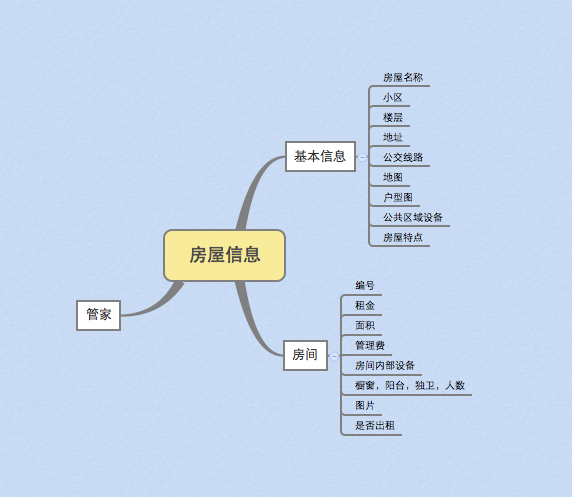 房屋信息
基本信息
房屋名称
小区
楼层
地址
公交线路
地图
户型图
公共区域设备
房屋特点
房间
编号
租金
面积
管理费
房间内部设备
橱窗，阳台，独卫，人数
图片
是否出租
管家